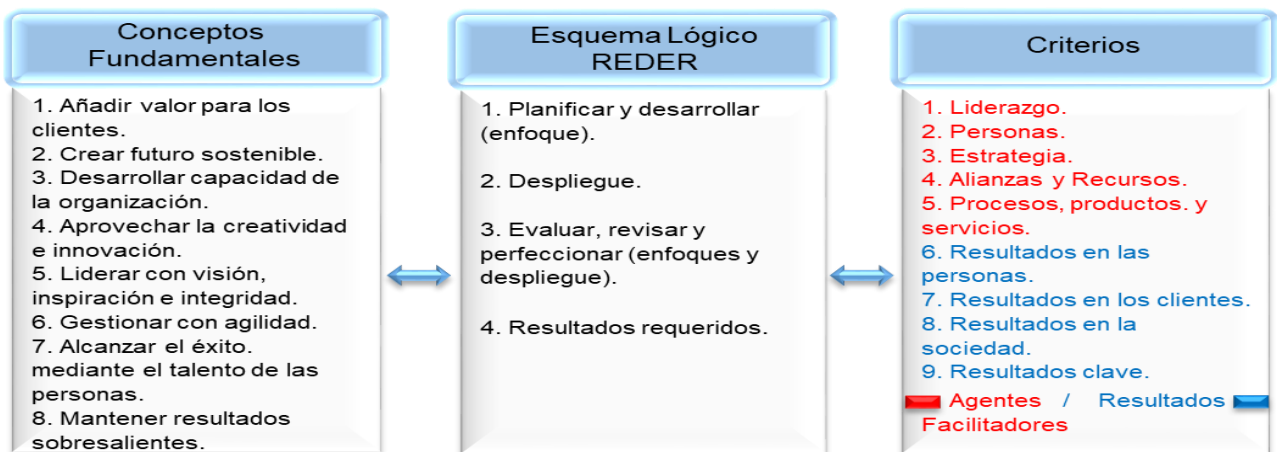 Conceptos
Fundamentales
1. Añadir valor para los
clientes.
2. Crear futuro sostenible.
3. Desarrollar capacidad de
la organización.
4. Aprovechar la creatividad
e innovación.
5. Liderar con visión,
inspiración e integridad.
6. Gestionar con agilidad.
7. Alcanzar el éxito.
mediante el talento de las
personas.
8. Mantener resultados
sobresalientes.
Esquema Lógico
REDER
1. Planificar y desarrollar
(enfoque).
2. Despliegue.
3. Evaluar, revisar y
perfeccionar (enfoques y
despliegue).
4. Resultados requeridos.
Criterios
1. Liderazgo.
2. Personas.
3. Estrategia.
4. Alianzas y Recursos.
5. Procesos, productos. y
servicios.
6. Resultados en las
personas.
7. Resultados en los clientes.
8. Resultados en la
sociedad.
9. Resultados clave.
Agentes / Resultados
Facilitadores